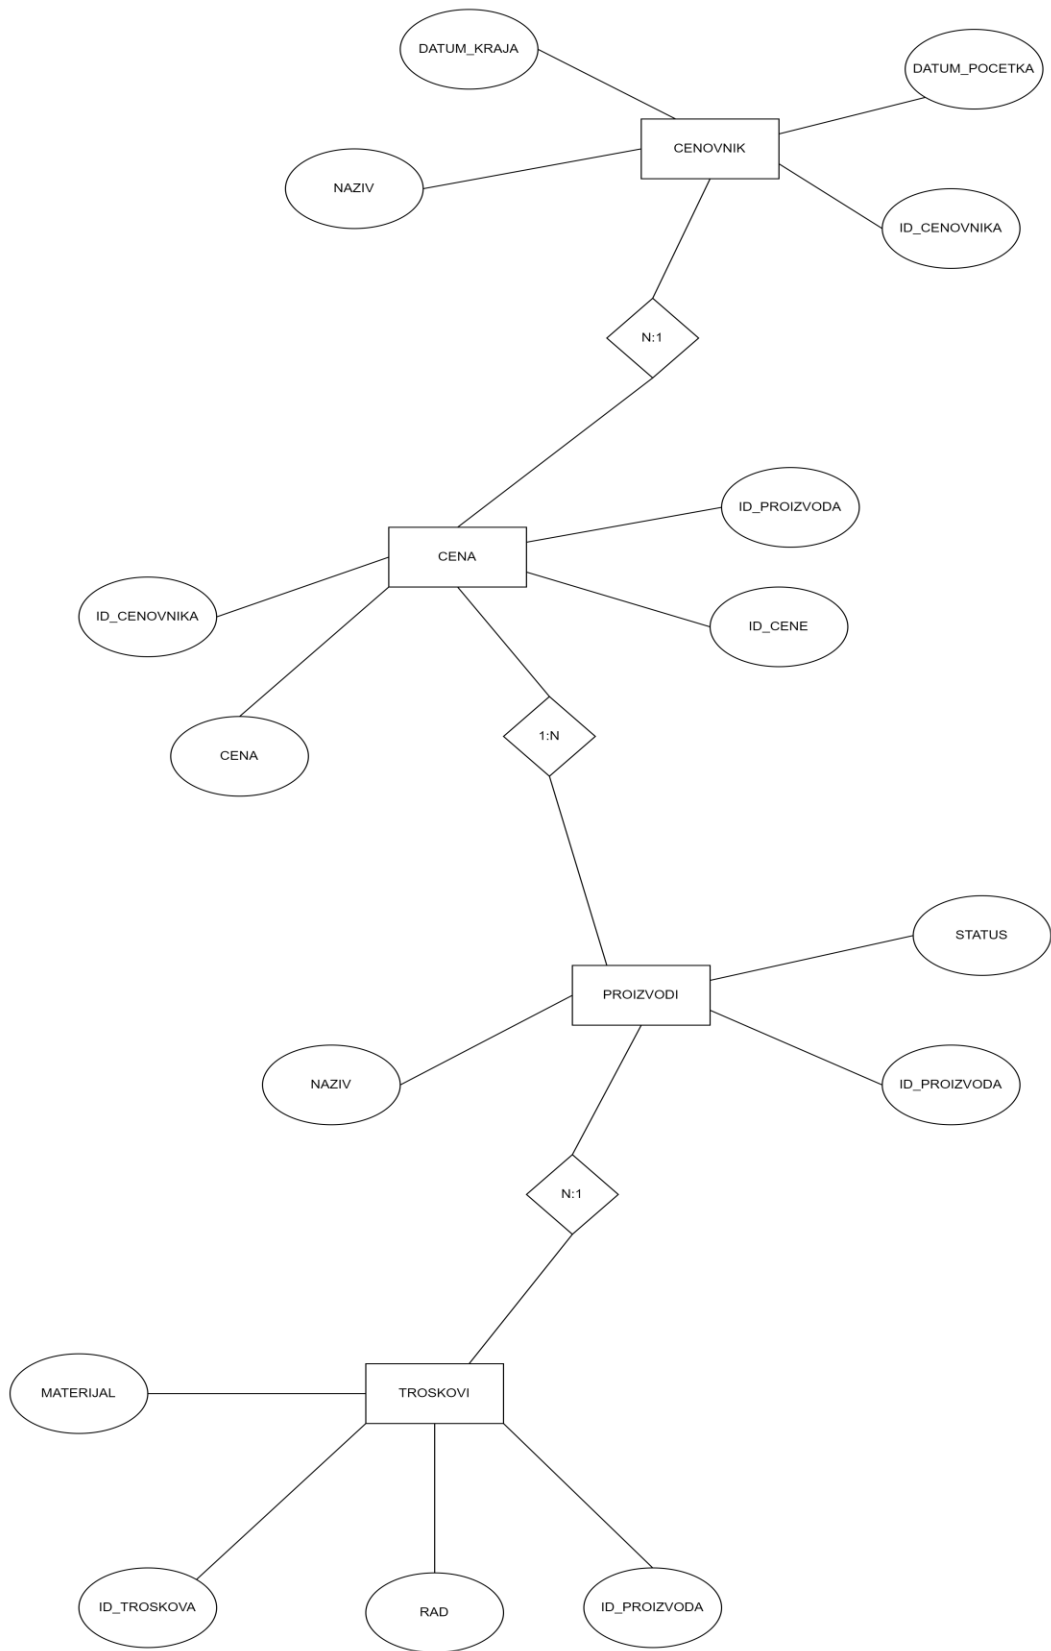 DATUM_KRAJA
DATUM_POCETKA
CENOVNIK
NAZIV
ID_CENOVNIKA
N:1
ID_PROIZVODA
CENA
ID_CENOVNIKA
ID_CENE
CENA
1:N
STATUS
PROIZVODI
NAZIV
ID_PROIZVODA
N:1
MATERIJAL
TROSKOVI
ID_TROSKOVA
RAD
ID_PROIZVODA